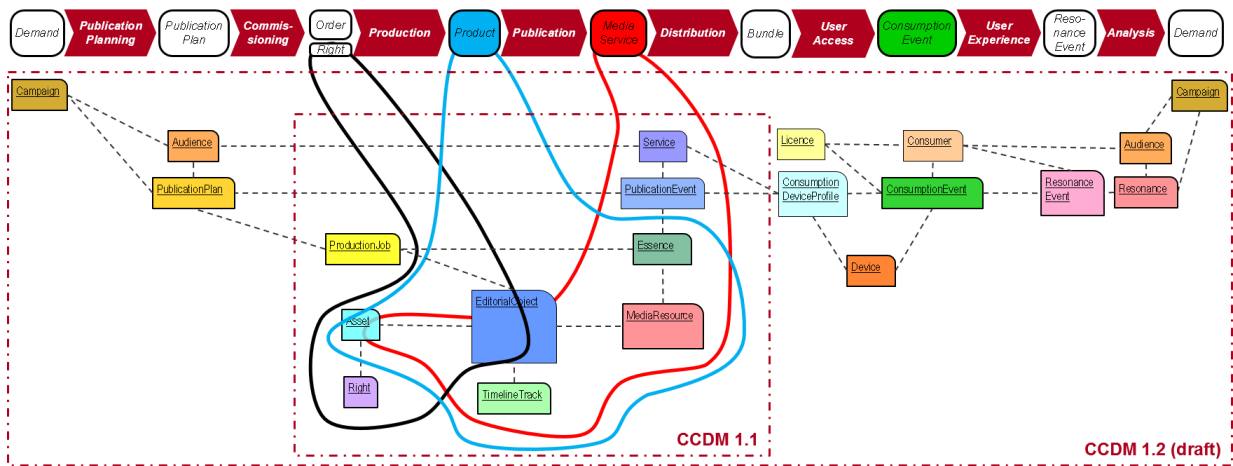 Demand
Publication
Planning
Publication
Plan
Commis-
sioning
Order
Right
Production
Product
Publication
Media
Service
Distribution
Bundle
User
Access
Consumption
Event
User
Experience
Reso-
nance
Event
Analysis
Demand
Campaign
Campaign
Audience
Service
Licence
Consumer
Audience
PublicationPlan
PublicationEvent
Consumption
DeviceProfile
ConsumptionEvent
Resonance
Event
Resonance
ProductionJob
Essence
Device
EditorialObject
Asset
MediaResource
Right
TimelineTrack
CCDM 1.1
CCDM 1.2 (draft)